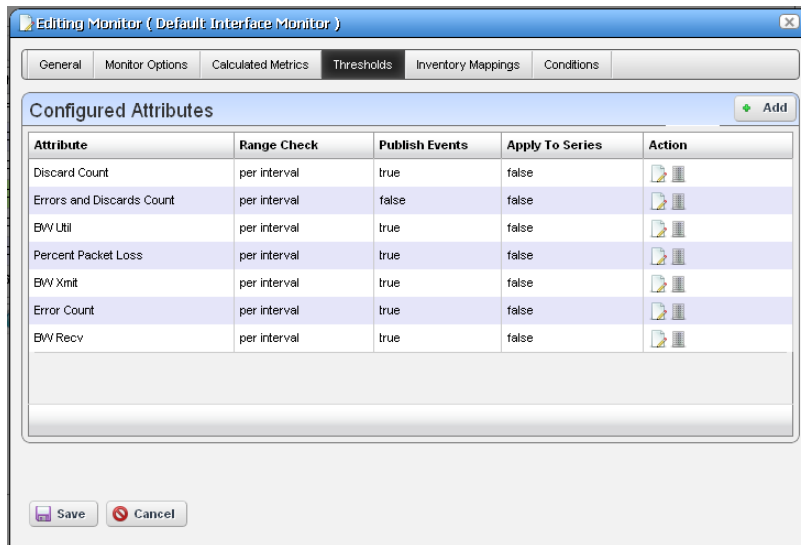 Editing Monitor ( Default Interface Monitor )
General Monitor Options Calculated Metrics Thresholds Inventory Mappings Conditions
Configured Attributes Add
Attribute Range Check Publish Events Apply To Series Action
Discard Count per interval true false
Errors and Discards Count per interval false false
BW Util per interval true false
Percent Packet Loss per interval true false
BW Xmit per interval true false
Error Count per interval true false
BW Recv per interval true false
Save Cancel